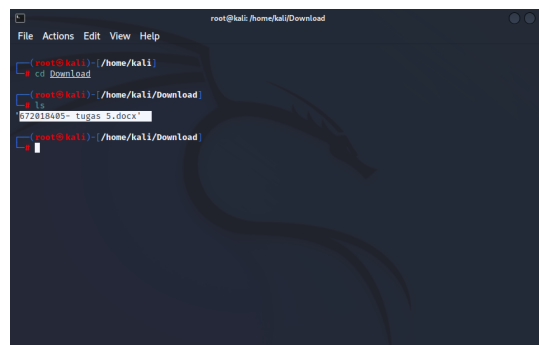 root@kali: /home/kali/Download
File Actions Edit View Help
┌──(root㉿kali)-[/home/kali]
└─# cd Download
┌──(root㉿kali)-[/home/kali/Download]
└─# ls
'672018405- tugas 5.docx'
┌──(root㉿kali)-[/home/kali/Download]
└─#